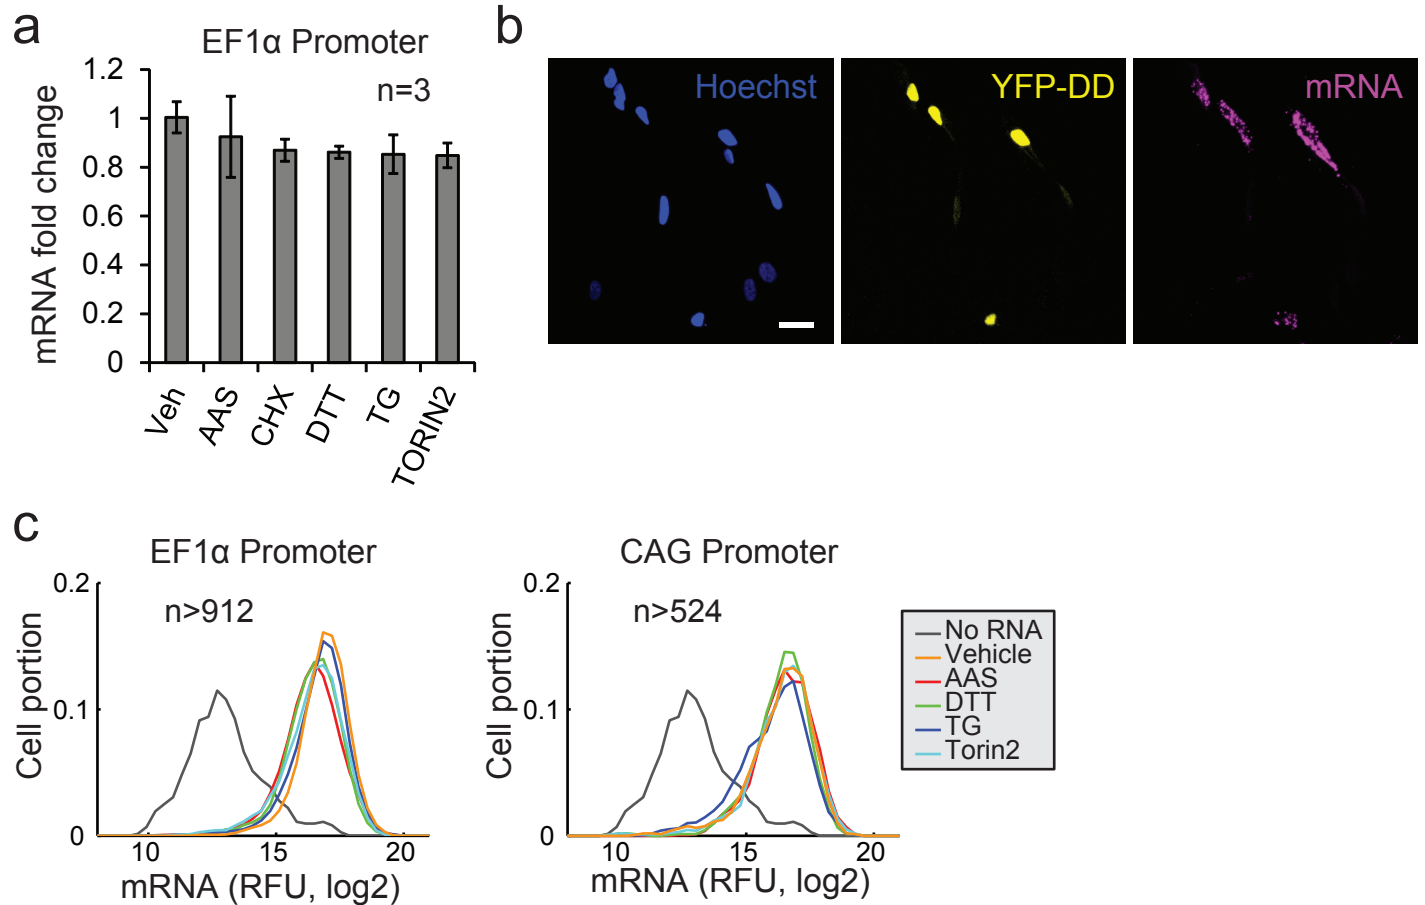 a
EF1α Promoter
n=3
mRNA fold change
1.2
1
0.8
0.6
0.4
0.2
0
Veh
AAS
CHX
DTT
TG
TORIN2
b
Hoechst
YFP-DD
mRNA
c
EF1α Promoter
n>912
Cell portion
0.2
0.1
0
10 15 20
mRNA (RFU, log2)
CAG Promoter
n>524
Cell portion
0.2
0.1
0
10 15 20
mRNA (RFU, log2)
No RNA
Vehicle
AAS
DTT
TG
Torin2